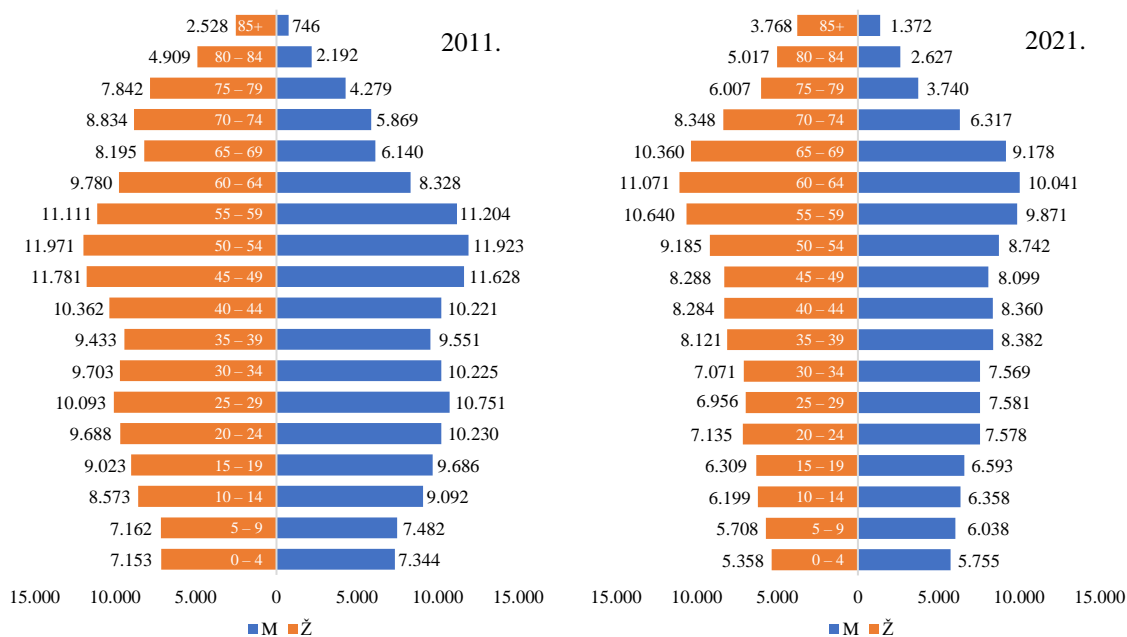 2011.
2.528 85+ 746
4.909 80 – 84 2.192
7.842 75 – 79 4.279
8.834 70 – 74 5.869
8.195 65 – 69 6.140
9.780 60 – 64 8.328
11.111 55 – 59 11.204
11.971 50 – 54 11.923
11.781 45 – 49 11.628
10.362 40 – 44 10.221
9.433 35 – 39 9.551
9.703 30 – 34 10.225
10.093 25 – 29 10.751
9.688 20 – 24 10.230
9.023 15 – 19 9.686
8.573 10 – 14 9.092
7.162 5 – 9 7.482
7.153 0 – 4 7.344
15.000 10.000 5.000 0 5.000 10.000 15.000
M Ž
2021.
3.768 85+ 1.372
5.017 80 – 84 2.627
6.007 75 – 79 3.740
8.348 70 – 74 6.317
10.360 65 – 69 9.178
11.071 60 – 64 10.041
10.640 55 – 59 9.871
9.185 50 – 54 8.742
8.288 45 – 49 8.099
8.284 40 – 44 8.360
8.121 35 – 39 8.382
7.071 30 – 34 7.569
6.956 25 – 29 7.581
7.135 20 – 24 7.578
6.309 15 – 19 6.593
6.199 10 – 14 6.358
5.708 5 – 9 6.038
5.358 0 – 4 5.755
15.000 10.000 5.000 0 5.000 10.000 15.000
M Ž